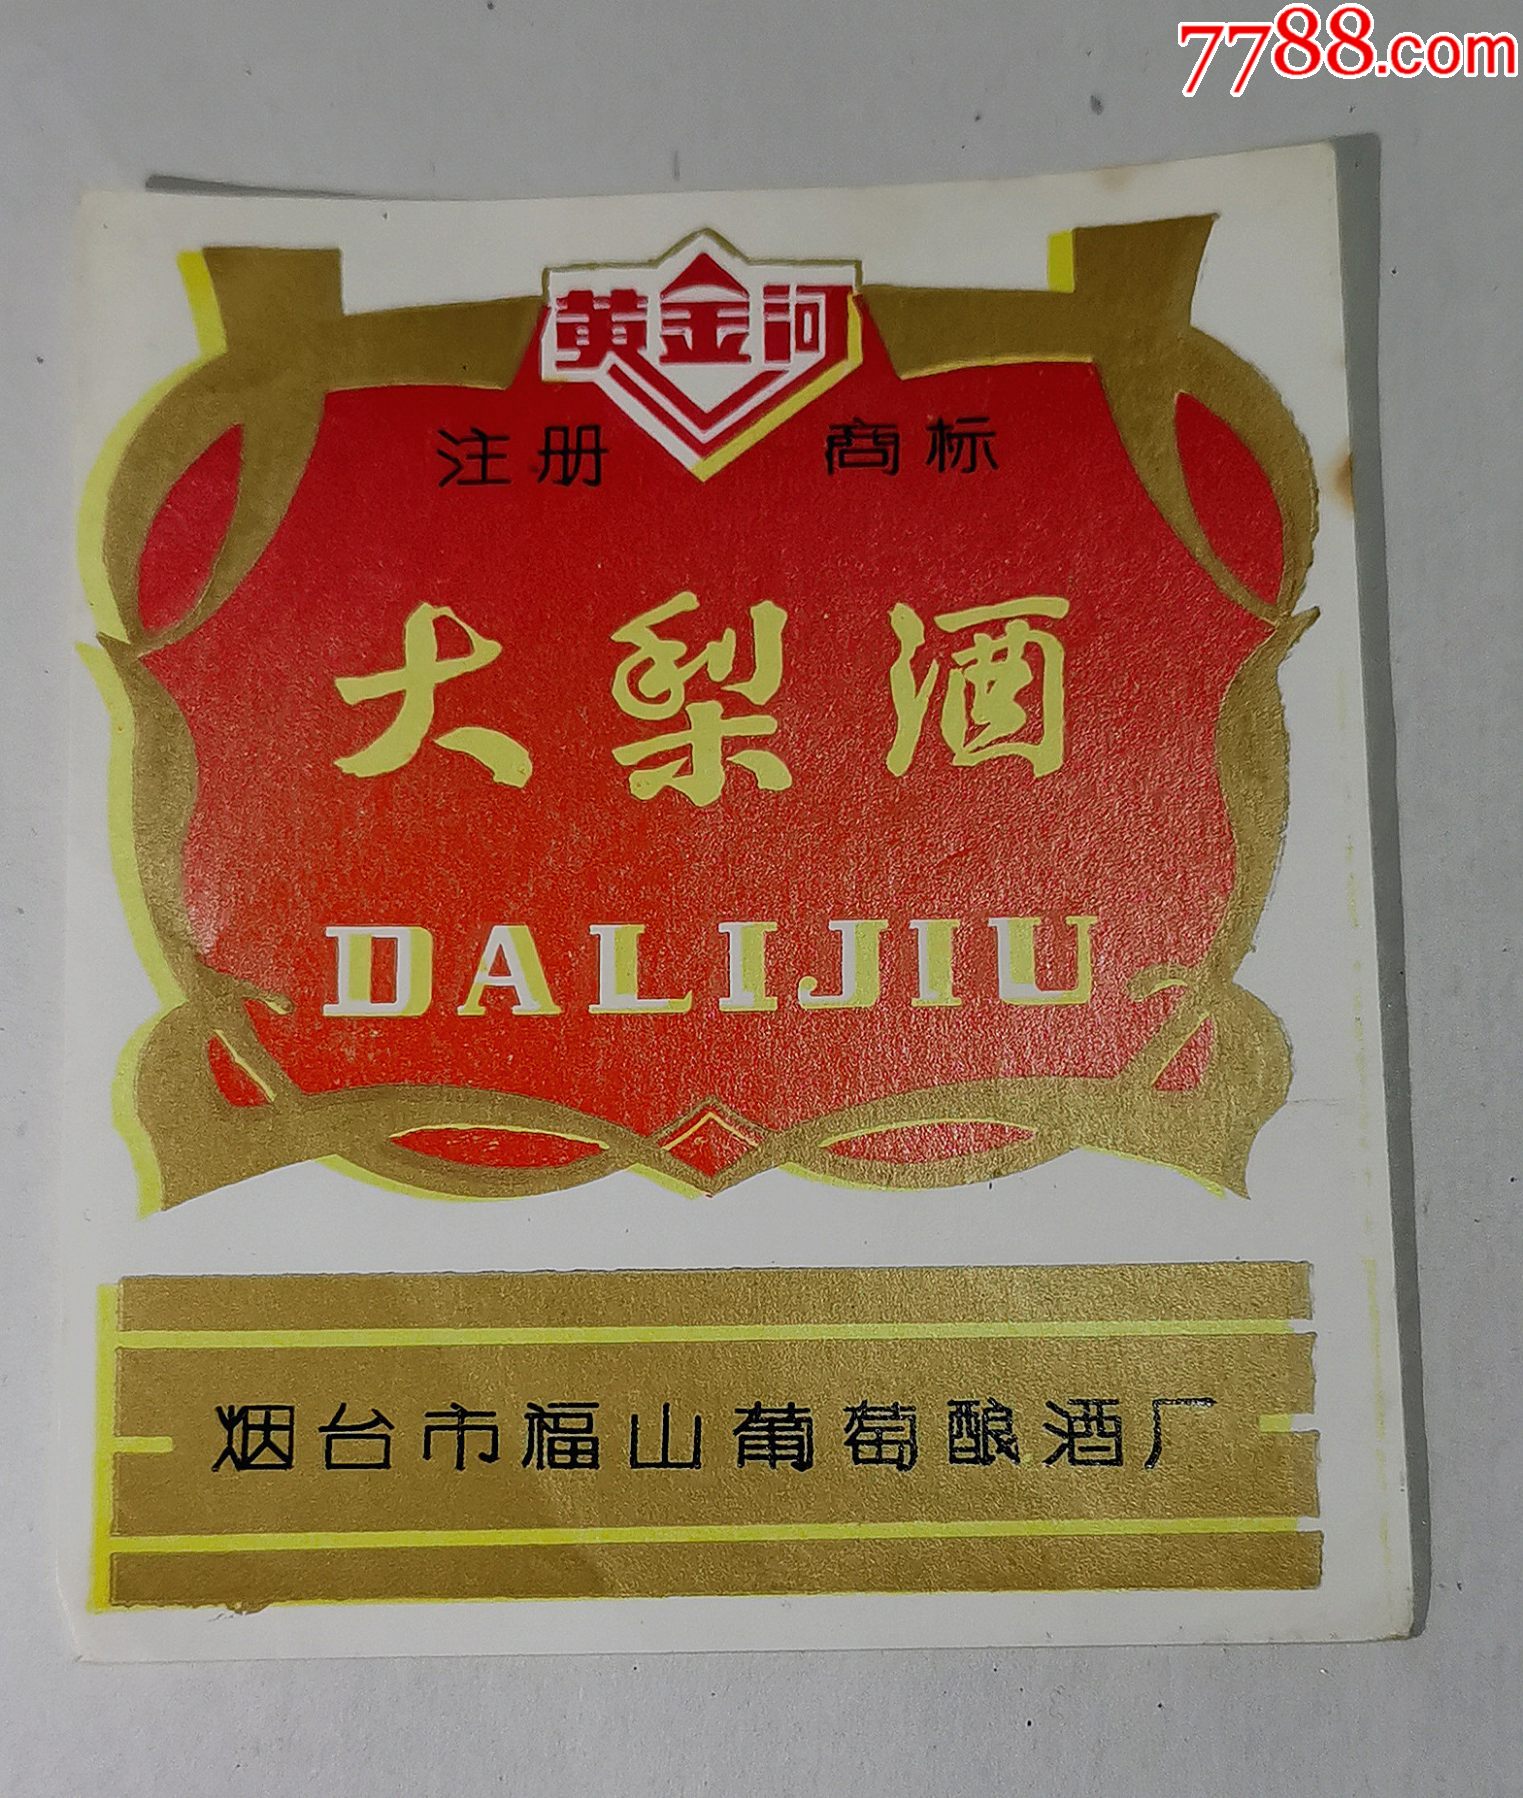 7788.com
黄金河
注册 商标
大梨酒
DALIJIU
烟台市福山葡萄酿酒厂